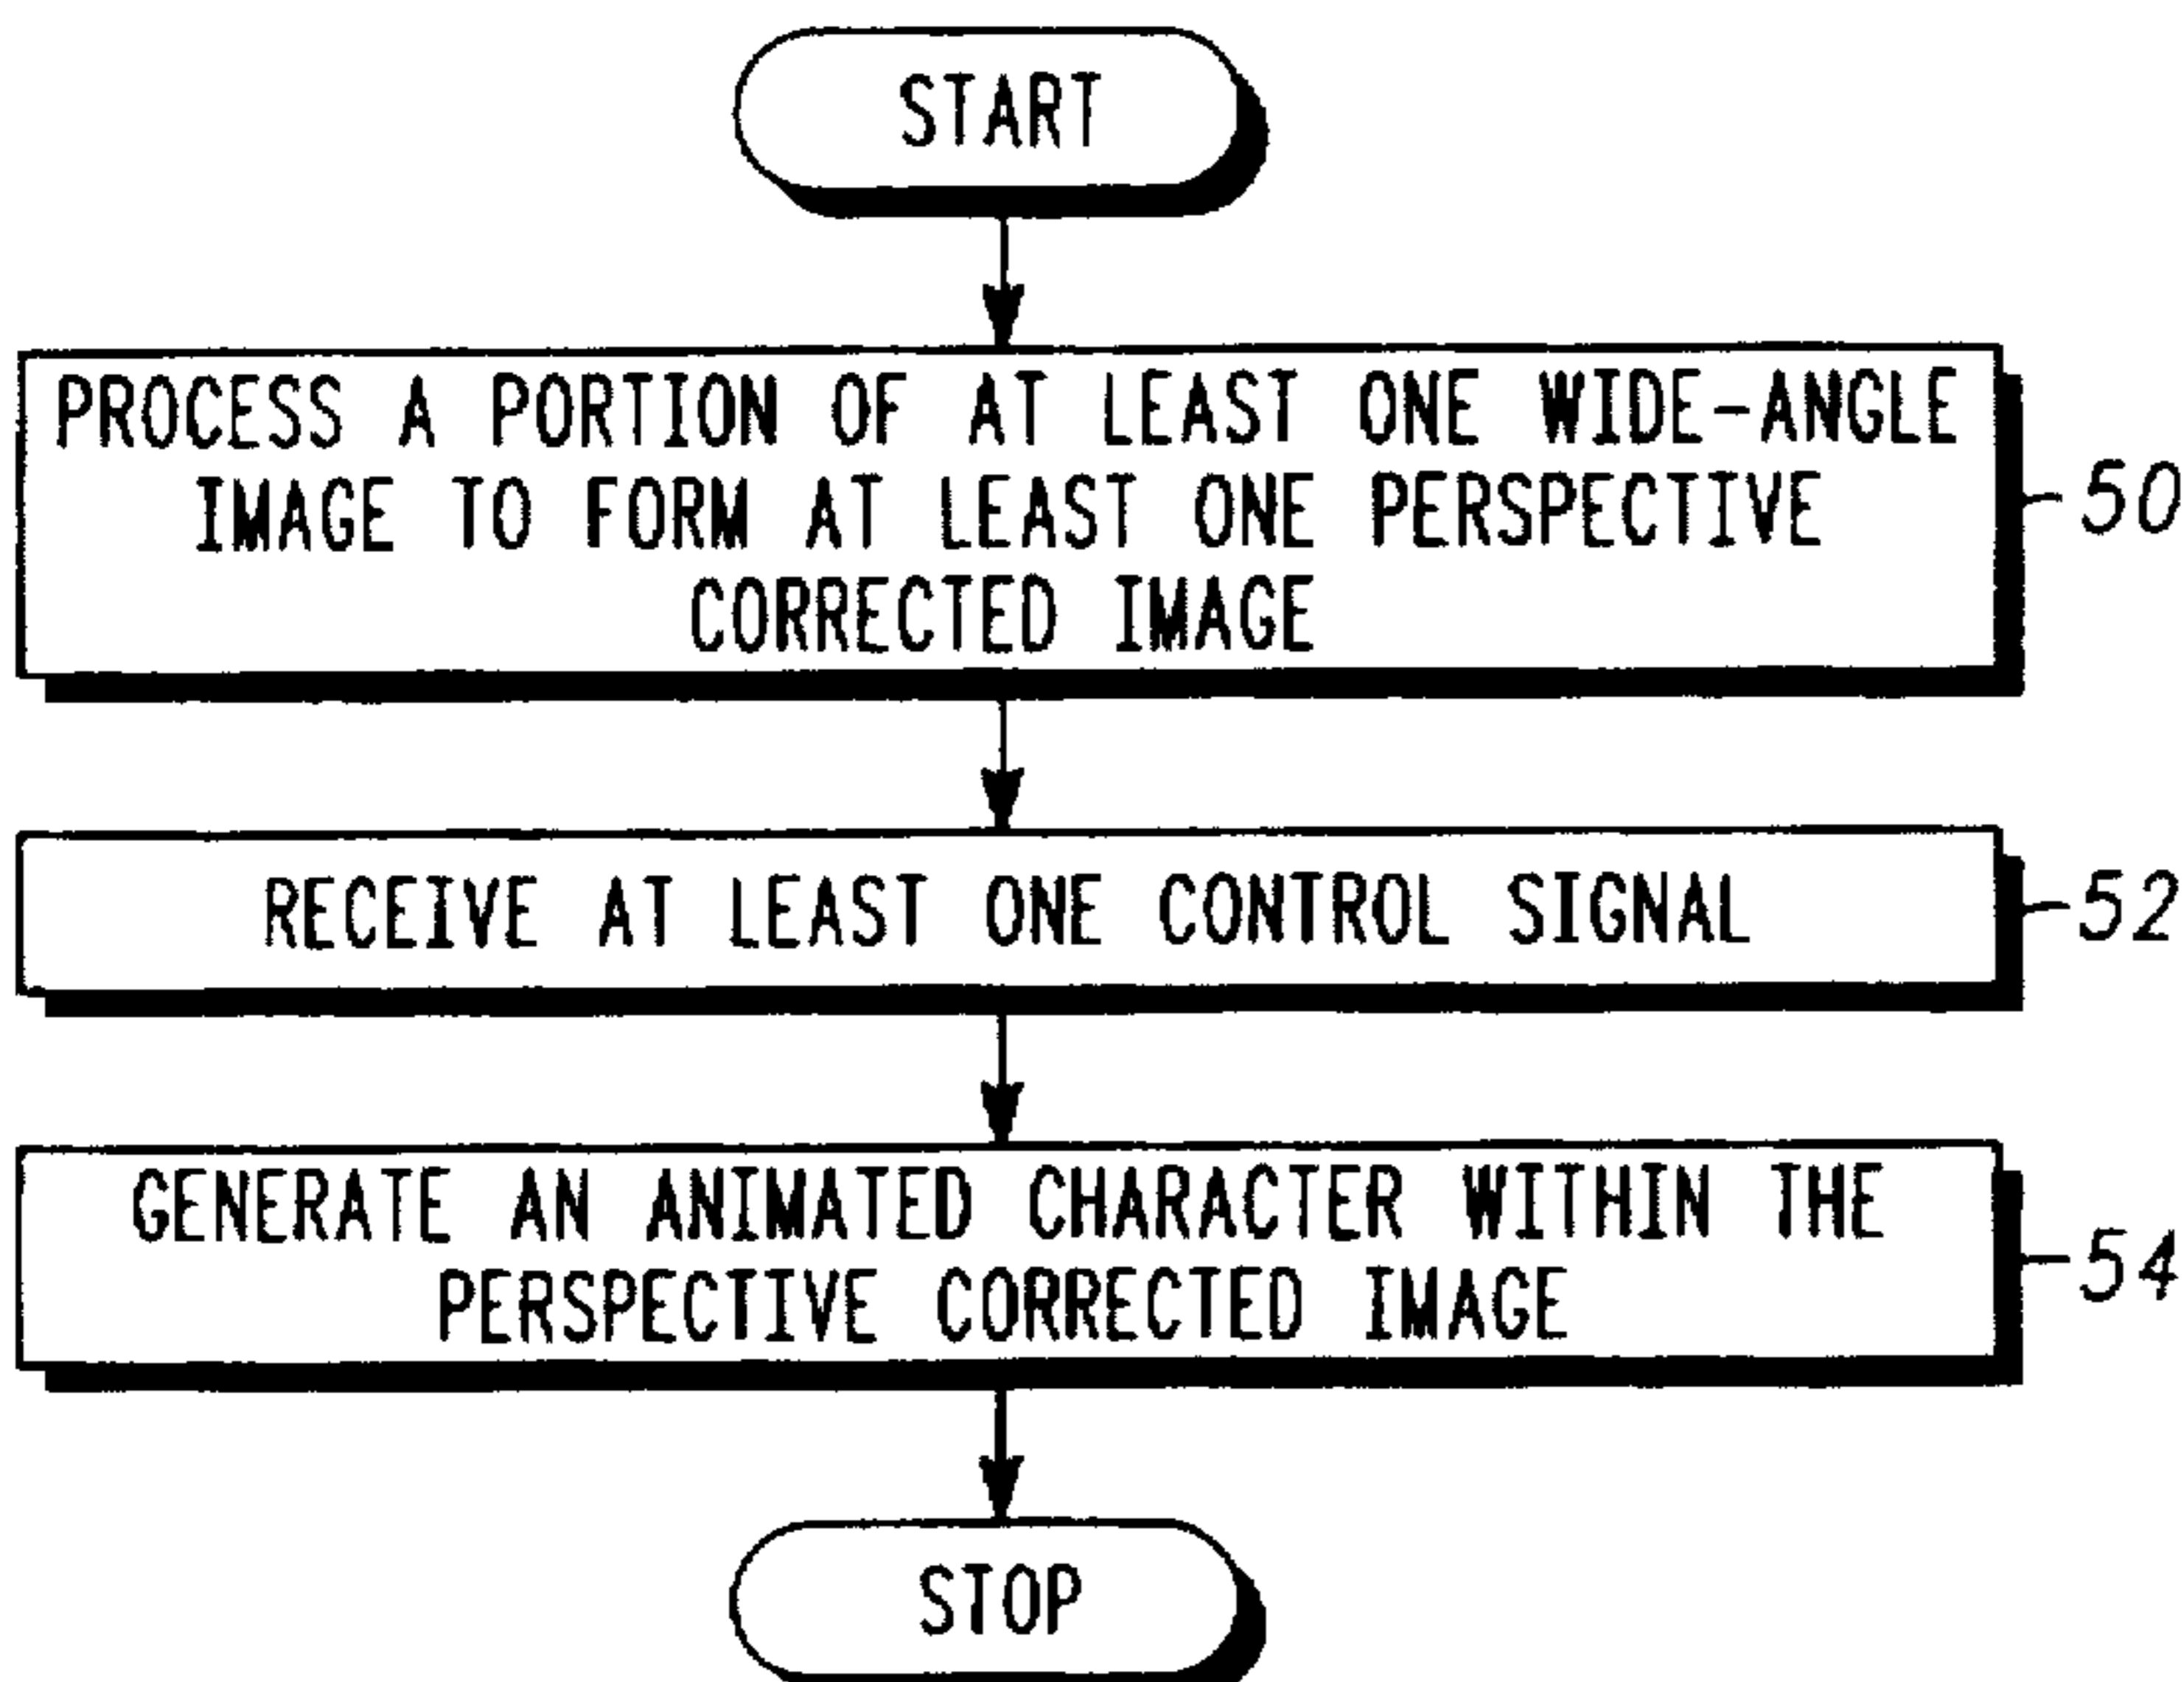 START
PROCESS A PORTION OF AT LEAST ONE WIDE-ANGLE
IMAGE TO FORM AT LEAST ONE PERSPECTIVE
CORRECTED IMAGE
50
RECEIVE AT LEAST ONE CONTROL SIGNAL
52
GENERATE AN ANIMATED CHARACTER WITHIN THE
PERSPECTIVE CORRECTED IMAGE
54
STOP